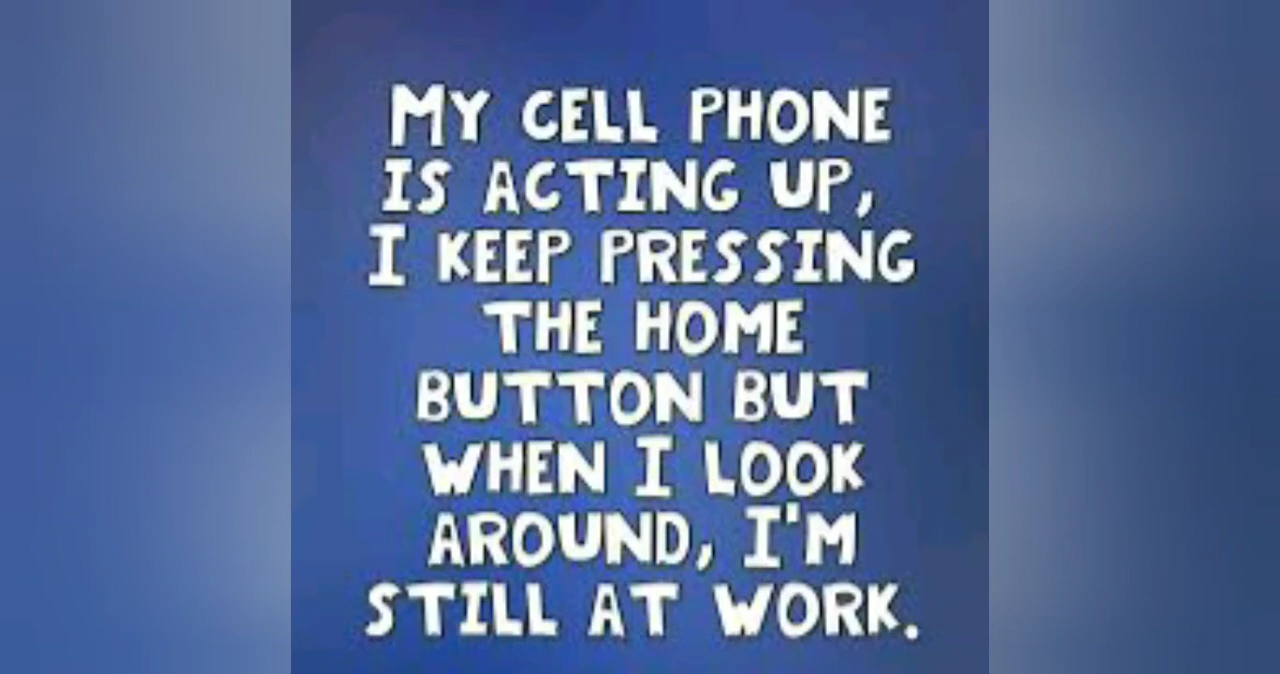 MY CELL PHONE
IS ACTING UP,
I KEEP PRESSING
THE HOME
BUTTON BUT
WHEN I LOOK
AROUND, I'M
STILL AT WORK.